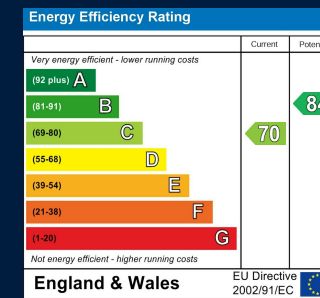 Energy Efficiency Rating
Current Poten
Very energy efficient - lower running costs
(92 plus) A
(81-91) B
84
(69-80) C
70
(55-68) D
(39-54) E
(21-38) F
(1-20) G
Not energy efficient - higher running costs
England & Wales
EU Directive
2002/91/EC